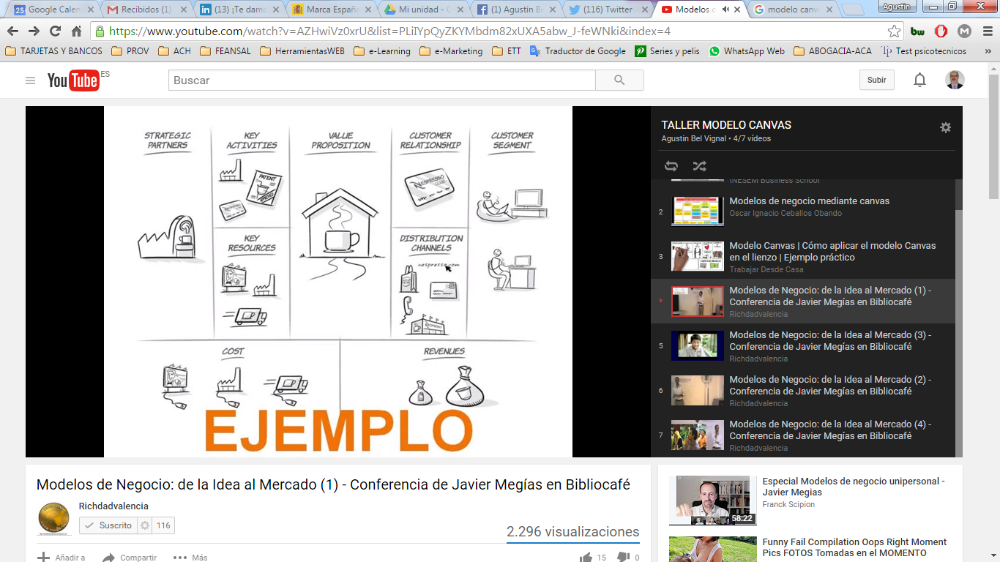 25 Google Calen
Recibidos (1)
(13) ¡Te damo
Marca España
Mi unidad - G
(1) Agustin Be
(116) Twitter
Modelos d
modelo canva
Agustin
https://www.youtube.com/watch?v=AZHwiVz0xrU&list=PLiIYpQyZKYMbdm82xUXA5abw_J-feWNki&index=4
TARJETAS Y BANCOS
PROV
ACH
FEANSAL
HerramientasWEB
e-Learning
e-Marketing
ETT
Traductor de Google
Series y pelis
WhatsApp Web
ABOGACIA-ACA
Test psicotecnicos
YouTube ES
Buscar
Subir
STRATEGIC
PARTNERS
KEY
ACTIVITIES
VALUE
PROPOSITION
CUSTOMER
RELATIONSHIP
CUSTOMER
SEGMENT
PATENT
NESPRESSO
CLUB
KEY
RESOURCES
DISTRIBUTION
CHANNELS
nespresso.com
NESPRESSO
COST
REVENUES
EJEMPLO
TALLER MODELO CANVAS
Agustin Bel Vignal • 4/7 vídeos
INESEM Business School
2
Modelos de negocio mediante canvas
Oscar Ignacio Ceballos Obando
3
Modelo Canvas | Cómo aplicar el modelo Canvas
en el lienzo | Ejemplo práctico
Trabajar Desde Casa
Modelos de Negocio: de la Idea al Mercado (1) -
Conferencia de Javier Megías en Bibliocafé
Richdadvalencia
5
Modelos de Negocio: de la Idea al Mercado (3) -
Conferencia de Javier Megías en Bibliocafé
Richdadvalencia
6
Modelos de Negocio: de la Idea al Mercado (2) -
Conferencia de Javier Megías en Bibliocafé
Richdadvalencia
7
Modelos de Negocio: de la Idea al Mercado (4) -
Conferencia de Javier Megías en Bibliocafé
Richdadvalencia
Modelos de Negocio: de la Idea al Mercado (1) - Conferencia de Javier Megías en Bibliocafé
Richdadvalencia
Suscrito 116
2.296 visualizaciones
Añadir a
Compartir
Más
15
0
58:22
Especial Modelos de negocio unipersonal -
Javier Megias
Franck Scipion
Funny Fail Compilation Oops Right Moment
Pics FOTOS Tomadas en el MOMENTO